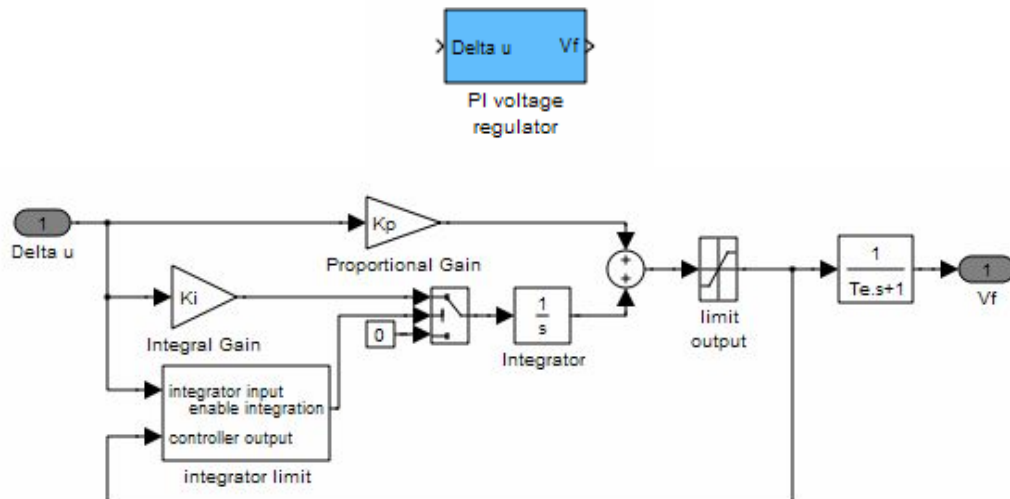 Delta u Vf
PI voltage
regulator
1
Delta u
Kp
Proportional Gain
Ki
Integral Gain
0
1
s
Integrator
+
+
limit
output
1
Te.s+1
1
Vf
integrator input
enable integration
controller output
integrator limit